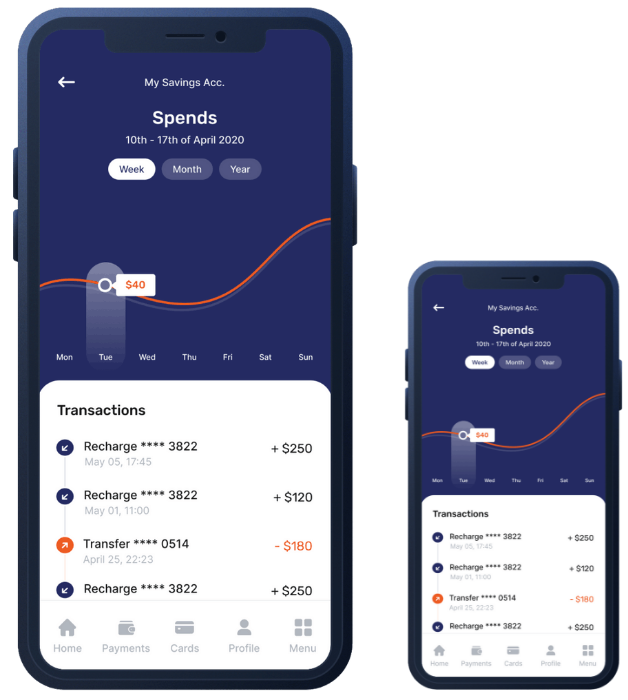 My Savings Acc.
Spends
10th - 17th of April 2020
Week Month Year
$40
Mon Tue Wed Thu Fri Sat Sun
Transactions
Recharge **** 3822 + $250
May 05, 17:45
Recharge **** 3822 + $120
May 01, 11:00
Transfer **** 0514 - $180
April 25, 22:23
Recharge **** 3822 + $250
Home Payments Cards Profile Menu
My Savings Acc.
Spends
10th - 17th of April 2020
Week Month Year
$40
Mon Tue Wed Thu Fri Sat Sun
Transactions
Recharge **** 3822 + $250
May 05, 17:45
Recharge **** 3822 + $120
May 01, 11:00
Transfer **** 0514 - $180
April 25, 22:23
Recharge **** 3822 + $250
Home Payments Cards Profile Menu